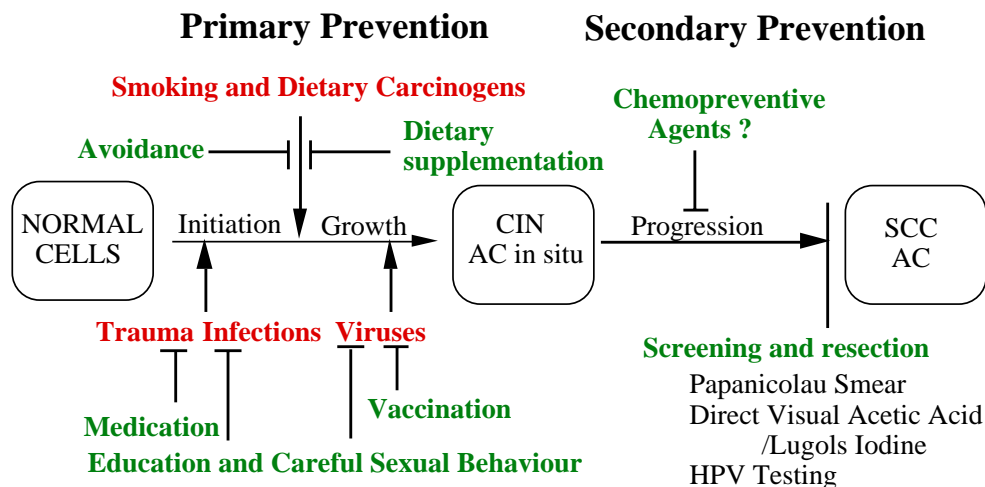 Primary Prevention
Secondary Prevention
Smoking and Dietary Carcinogens
Chemopreventive
Agents ?
Avoidance
Dietary
supplementation
NORMAL
CELLS
Initiation
Growth
CIN
AC in situ
Progression
SCC
AC
Trauma Infections Viruses
Screening and resection
Papanicolau Smear
Direct Visual Acetic Acid
/Lugols Iodine
HPV Testing
Medication
Vaccination
Education and Careful Sexual Behaviour